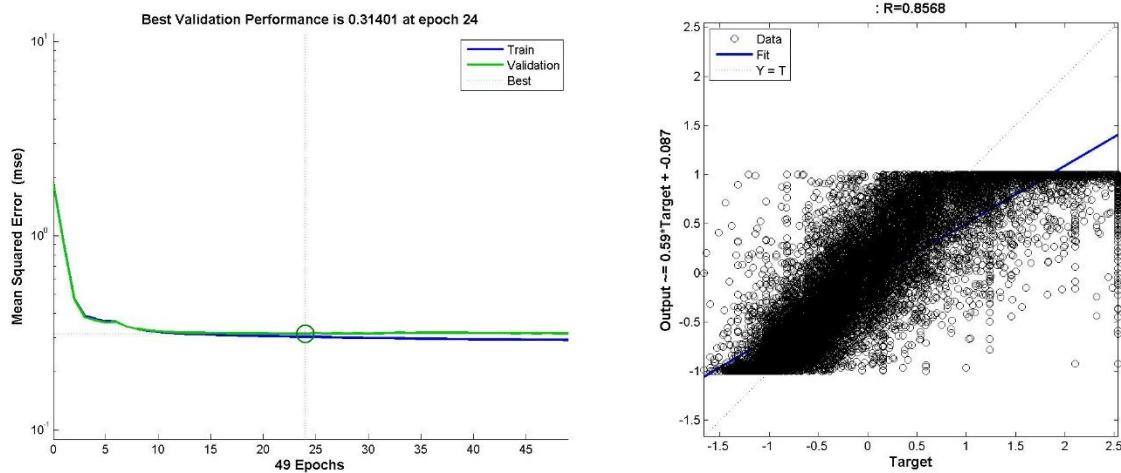 Best Validation Performance is 0.31401 at epoch 24
Mean Squared Error (mse)
10^1
10^0
10^-1
Train
Validation
Best
0 5 10 15 20 25 30 35 40 45
49 Epochs
: R=0.8568
Output ~= 0.59*Target + -0.087
2.5
2
1.5
1
0.5
0
-0.5
-1
-1.5
Data
Fit
Y = T
-1.5 -1 -0.5 0 0.5 1 1.5 2 2.5
Target